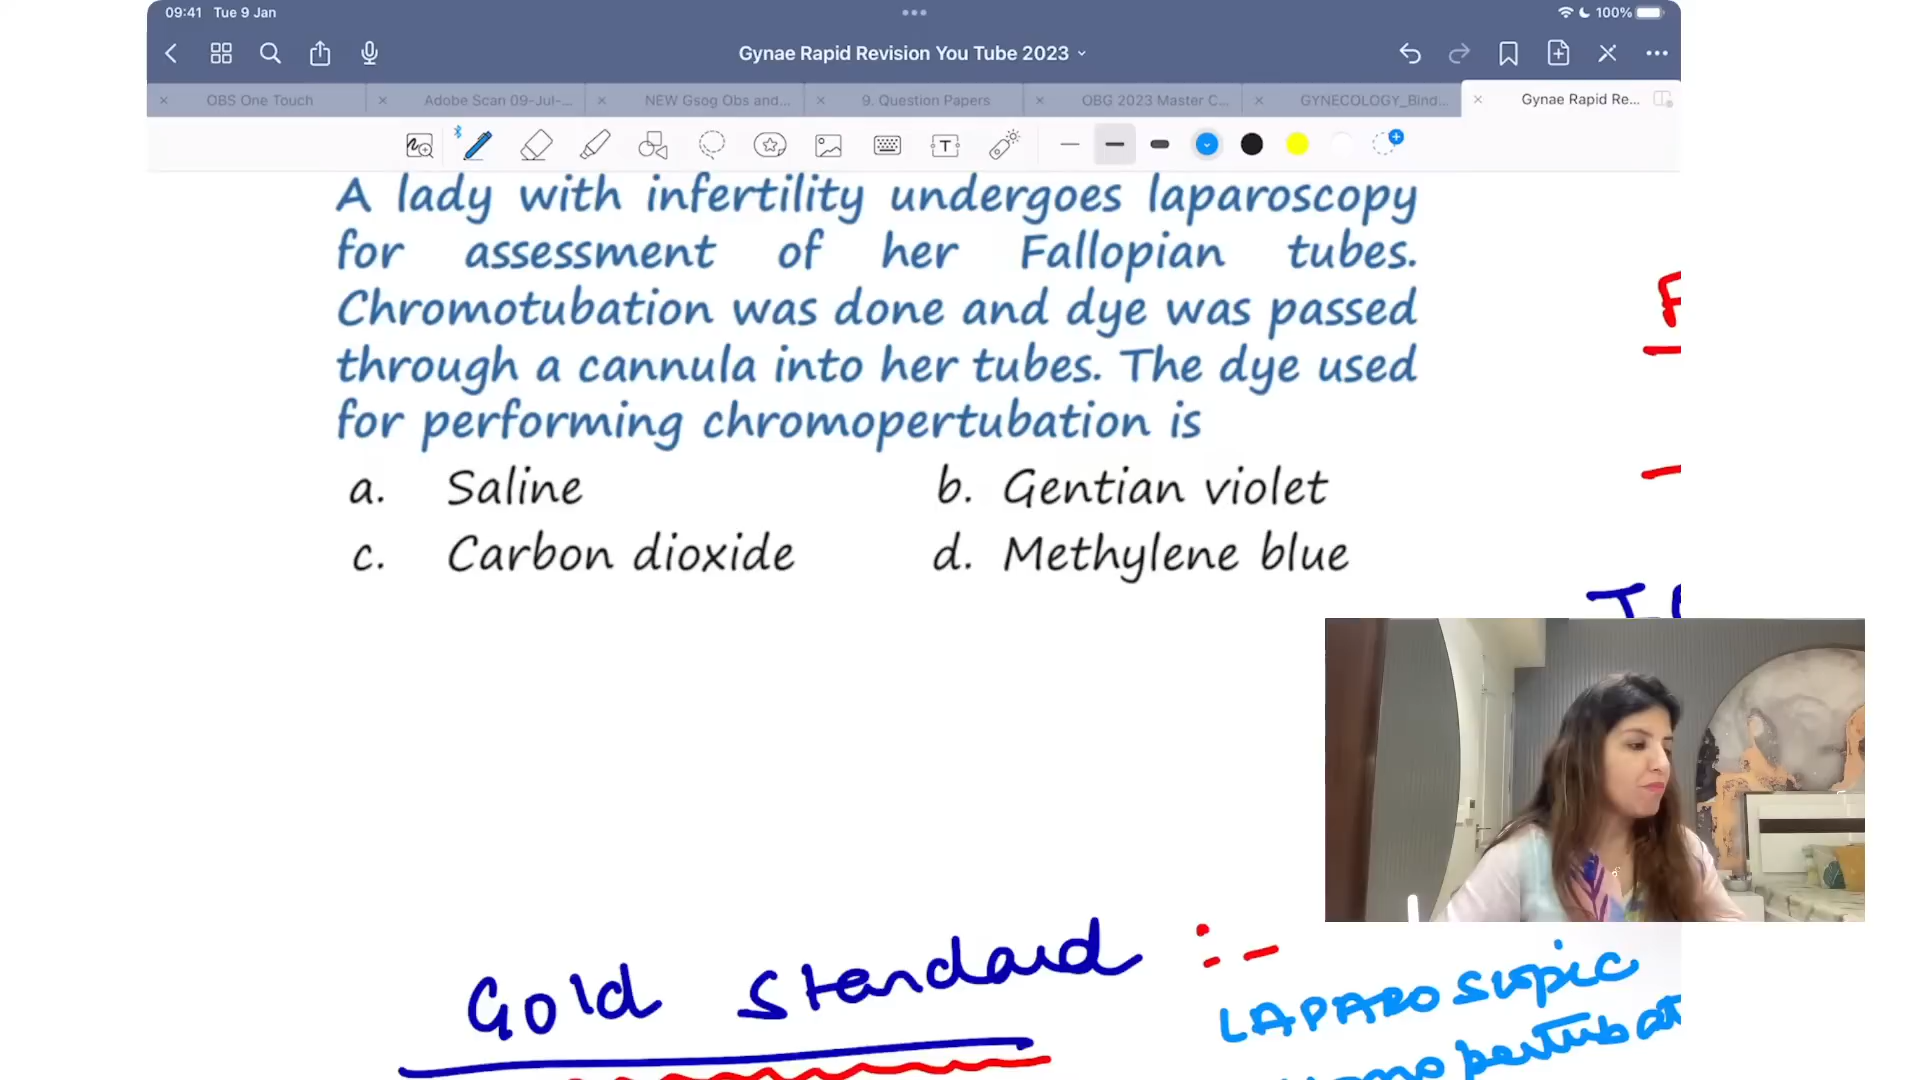 09:41 Tue 9 Jan
100%
Gynae Rapid Revision You Tube 2023
OBS One Touch
Adobe Scan 09-Jul-...
NEW Gsog Obs and...
9. Question Papers
OBG 2023 Master C...
GYNECOLOGY_Bind...
Gynae Rapid Re...
A lady with infertility undergoes laparoscopy
for assessment of her Fallopian tubes.
Chromotubation was done and dye was passed
through a cannula into her tubes. The dye used
for performing chromopertubation is
a. Saline
b. Gentian violet
c. Carbon dioxide
d. Methylene blue
Gold Standard :-
LAPAROSCOPIC